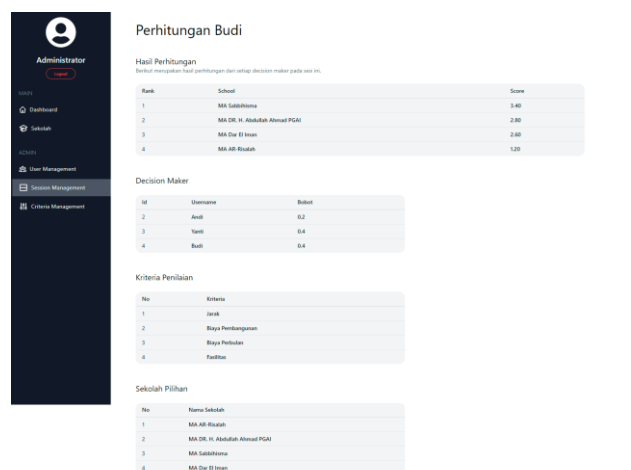 Administrator
Logout
MAIN
Dashboard
Sekolah
ADMIN
User Management
Session Management
Criteria Management
Perhitungan Budi
Hasil Perhitungan
Berikut merupakan hasil perhitungan dari setiap decision maker pada sesi ini.
Rank School Score
1 MA Sabbihisma 3.40
2 MA DR. H. Abdullah Ahmad PGAI 2.80
3 MA Dar El Iman 2.60
4 MA AR-Risalah 1.20
Decision Maker
Id Username Bobot
2 Andi 0.2
3 Yanti 0.4
4 Budi 0.4
Kriteria Penilaian
No Kriteria
1 Jarak
2 Biaya Pembangunan
3 Biaya Perbulan
4 Fasilitas
Sekolah Pilihan
No Nama Sekolah
1 MA AR-Risalah
2 MA DR. H. Abdullah Ahmad PGAI
3 MA Sabbihisma
4 MA Dar El Iman